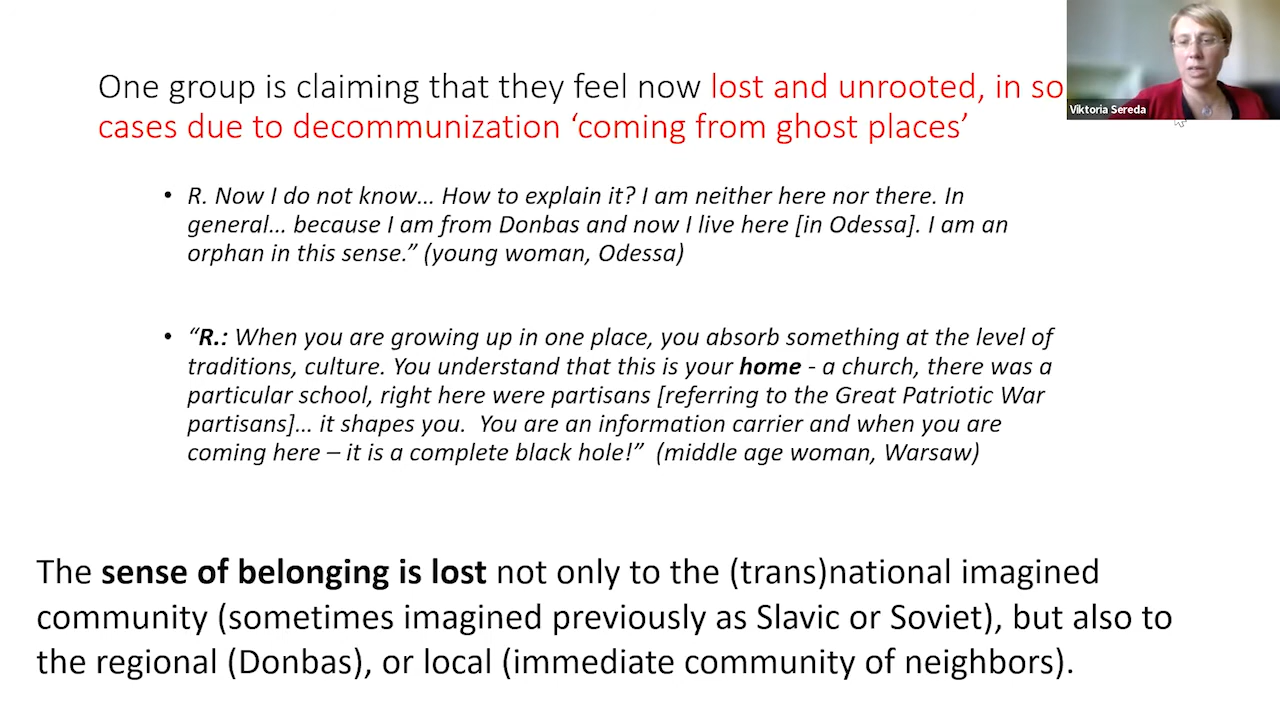 One group is claiming that they feel now lost and unrooted, in so
cases due to decommunization ‘coming from ghost places’
Viktoria Sereda
• R. Now I do not know... How to explain it? I am neither here nor there. In
general... because I am from Donbas and now I live here [in Odessa]. I am an
orphan in this sense.” (young woman, Odessa)
• “R.: When you are growing up in one place, you absorb something at the level of
traditions, culture. You understand that this is your home - a church, there was a
particular school, right here were partisans [referring to the Great Patriotic War
partisans]... it shapes you. You are an information carrier and when you are
coming here – it is a complete black hole!” (middle age woman, Warsaw)
The sense of belonging is lost not only to the (trans)national imagined
community (sometimes imagined previously as Slavic or Soviet), but also to
the regional (Donbas), or local (immediate community of neighbors).